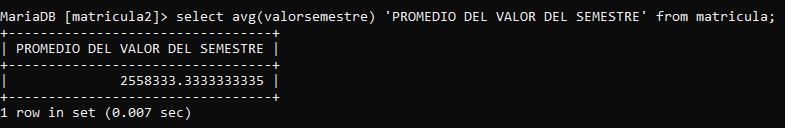 MariaDB [matricula2]> select avg(valorsemestre) 'PROMEDIO DEL VALOR DEL SEMESTRE' from matricula;
+---------------------------------+
| PROMEDIO DEL VALOR DEL SEMESTRE |
+---------------------------------+
|              2558333.3333333335 |
+---------------------------------+
1 row in set (0.007 sec)